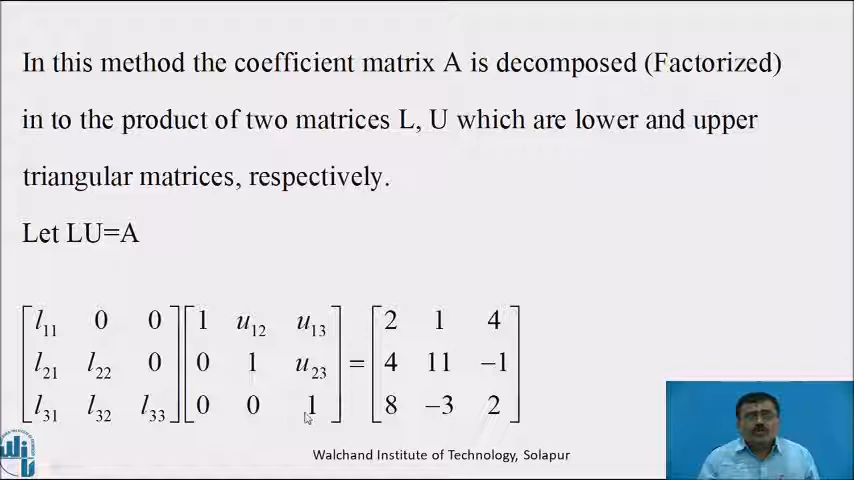 In this method the coefficient matrix A is decomposed (Factorized)
in to the product of two matrices L, U which are lower and upper
triangular matrices, respectively.
Let LU=A
[l₁₁ 0 0] [1 u₁₂ u₁₃] [2 1 4]
[l₂₁ l₂₂ 0] [0 1 u₂₃] = [4 11 −1]
[l₃₁ l₃₂ l₃₃] [0 0 1] [8 −3 2]
Walchand Institute of Technology, Solapur